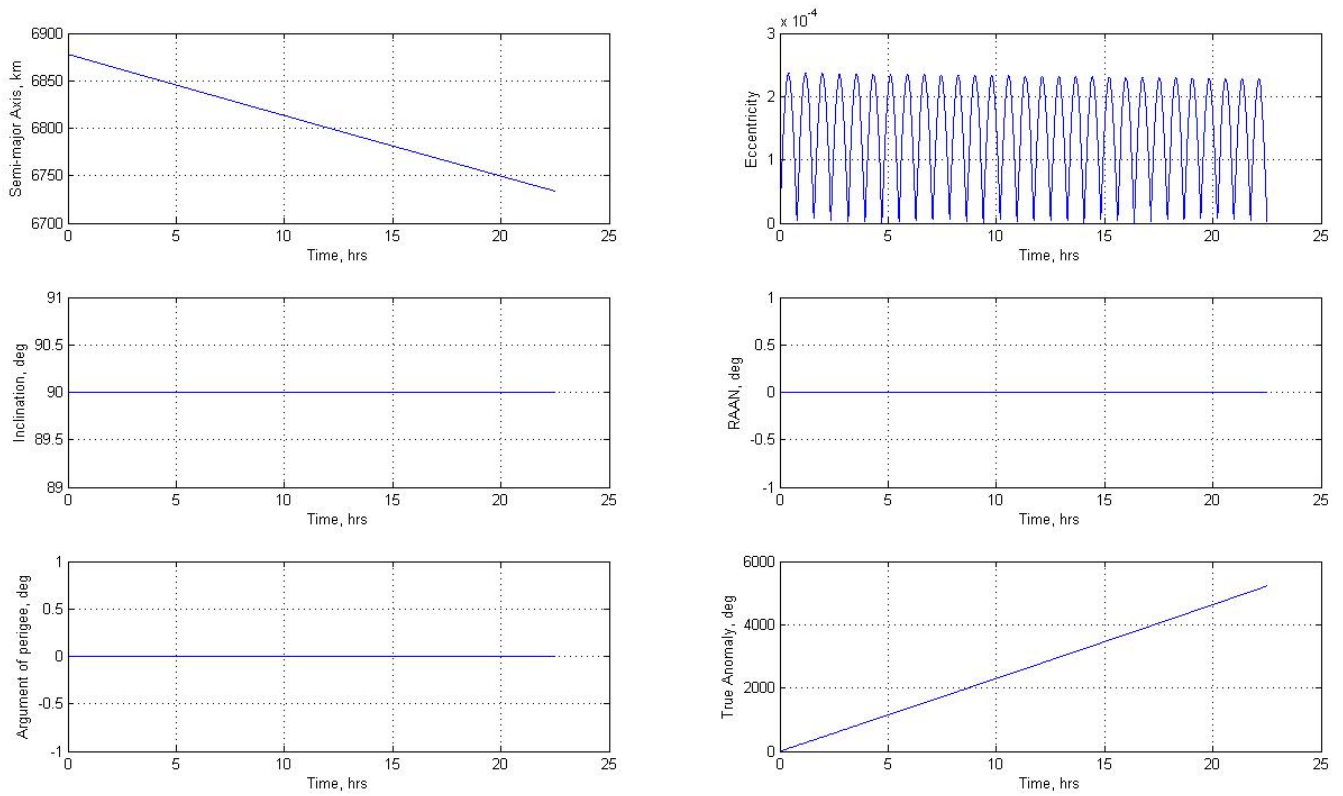 Semi-major Axis, km
6900
6850
6800
6750
6700
0 5 10 15 20 25
Time, hrs
x 10^-4
Eccentricity
3
2
1
0
0 5 10 15 20 25
Time, hrs
Inclination, deg
91
90.5
90
89.5
89
0 5 10 15 20 25
Time, hrs
RAAN, deg
1
0.5
0
-0.5
-1
0 5 10 15 20 25
Time, hrs
Argument of perigee, deg
1
0.5
0
-0.5
-1
0 5 10 15 20 25
Time, hrs
True Anomaly, deg
6000
4000
2000
0
0 5 10 15 20 25
Time, hrs